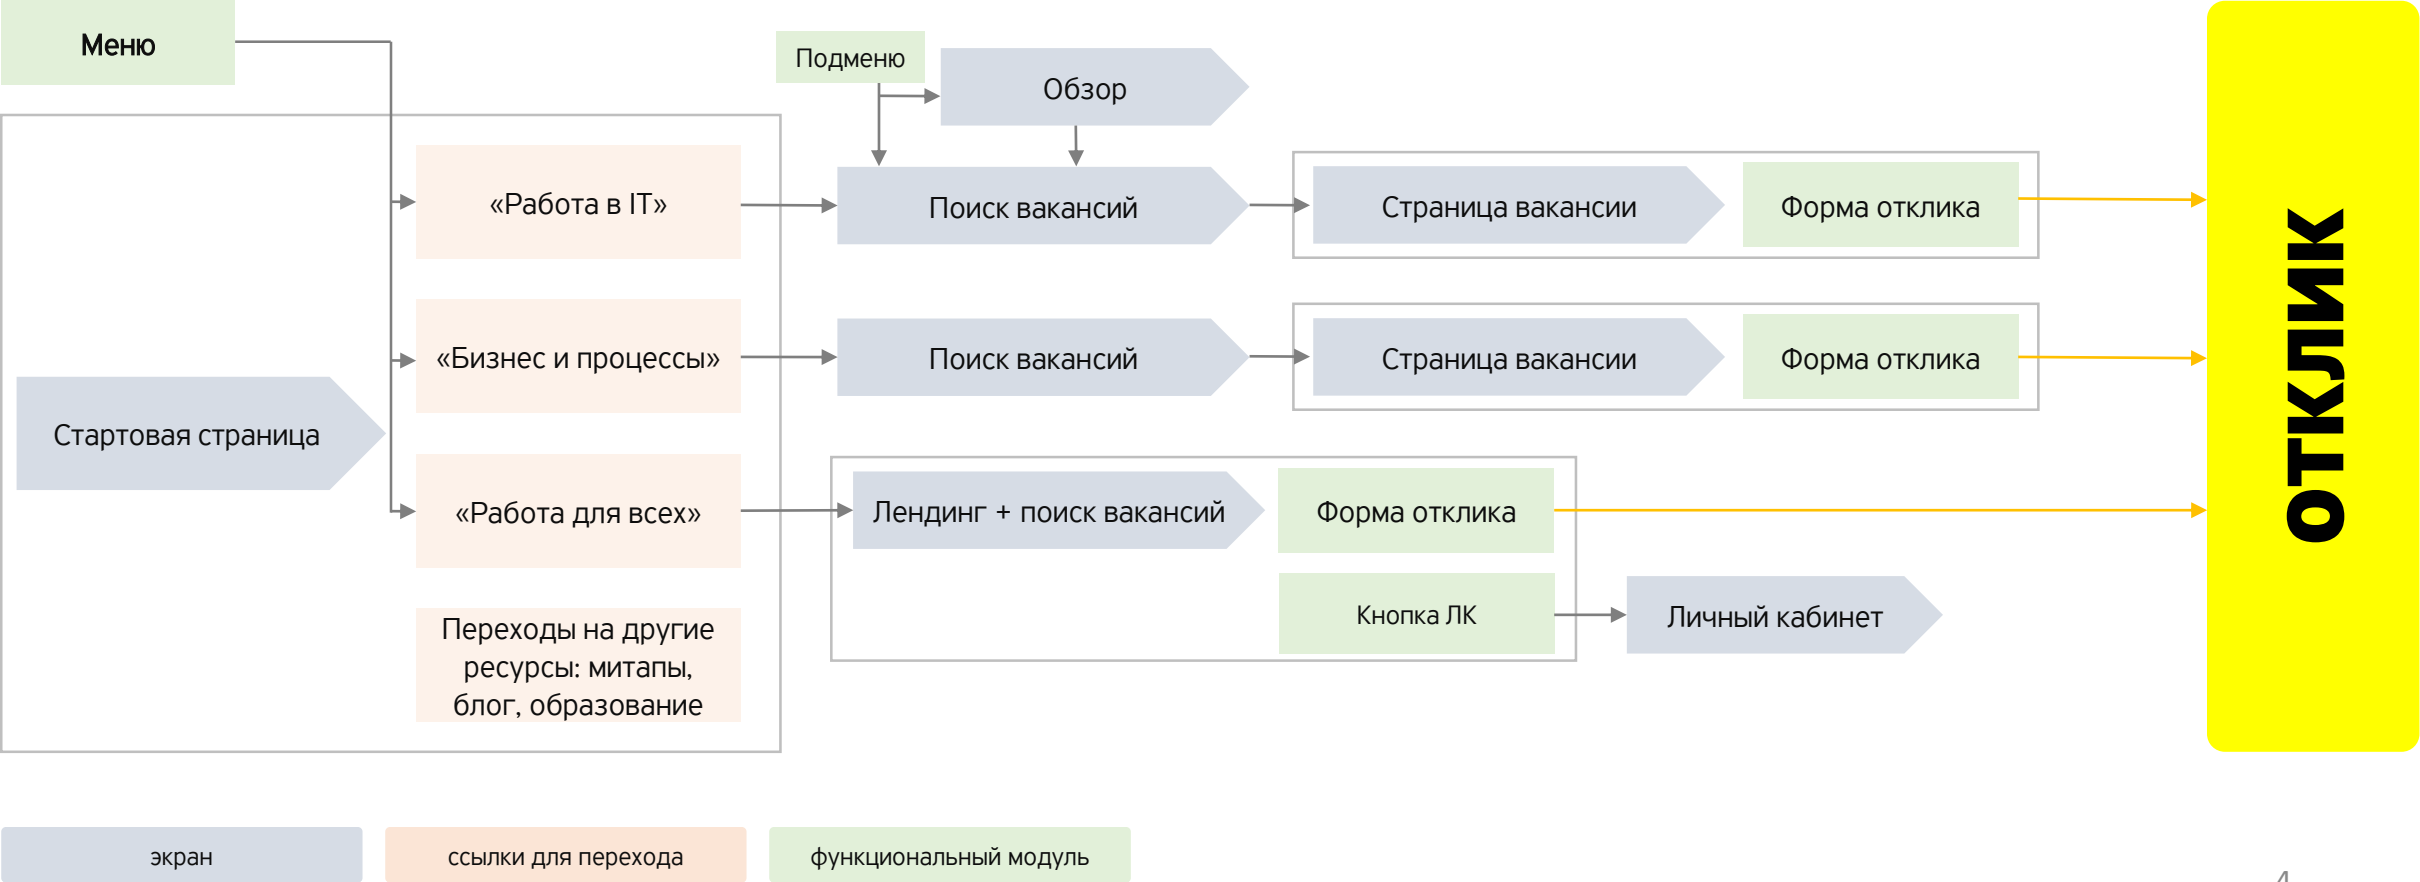 Меню
Подменю
Обзор
«Работа в IT»
Поиск вакансий
Страница вакансии
Форма отклика
«Бизнес и процессы»
Поиск вакансий
Страница вакансии
Форма отклика
Стартовая страница
«Работа для всех»
Лендинг + поиск вакансий
Форма отклика
Кнопка ЛК
Личный кабинет
Переходы на другие
ресурсы: митапы,
блог, образование
ОТКЛИК
экран
ссылки для перехода
функциональный модуль
4